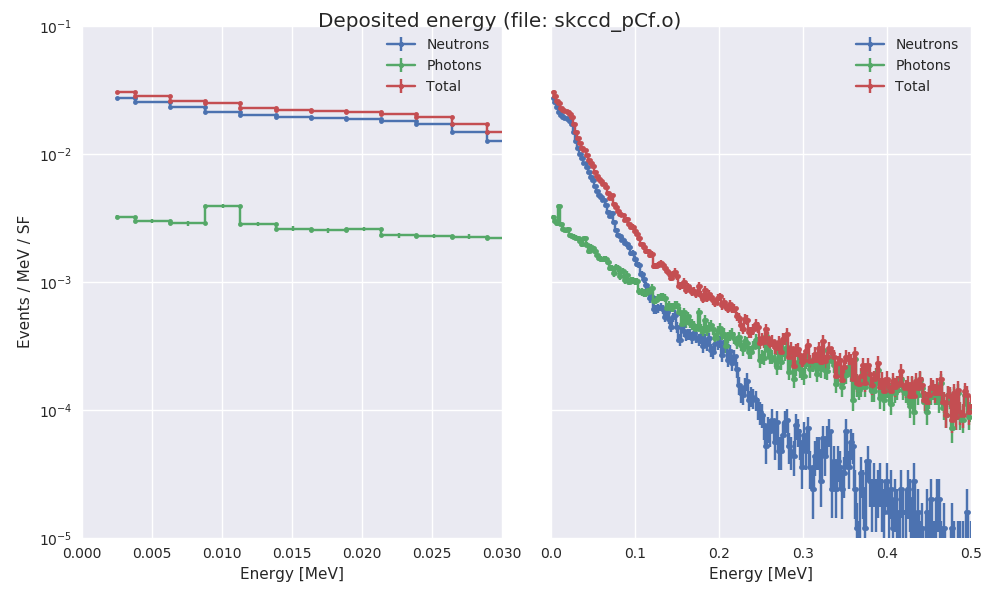 Deposited energy (file: skccd_pCf.o)
Events / MeV / SF
10⁻¹
10⁻²
10⁻³
10⁻⁴
10⁻⁵
Neutrons
Photons
Total
0.000 0.005 0.010 0.015 0.020 0.025 0.030
Energy [MeV]
Neutrons
Photons
Total
0.0 0.1 0.2 0.3 0.4 0.5
Energy [MeV]